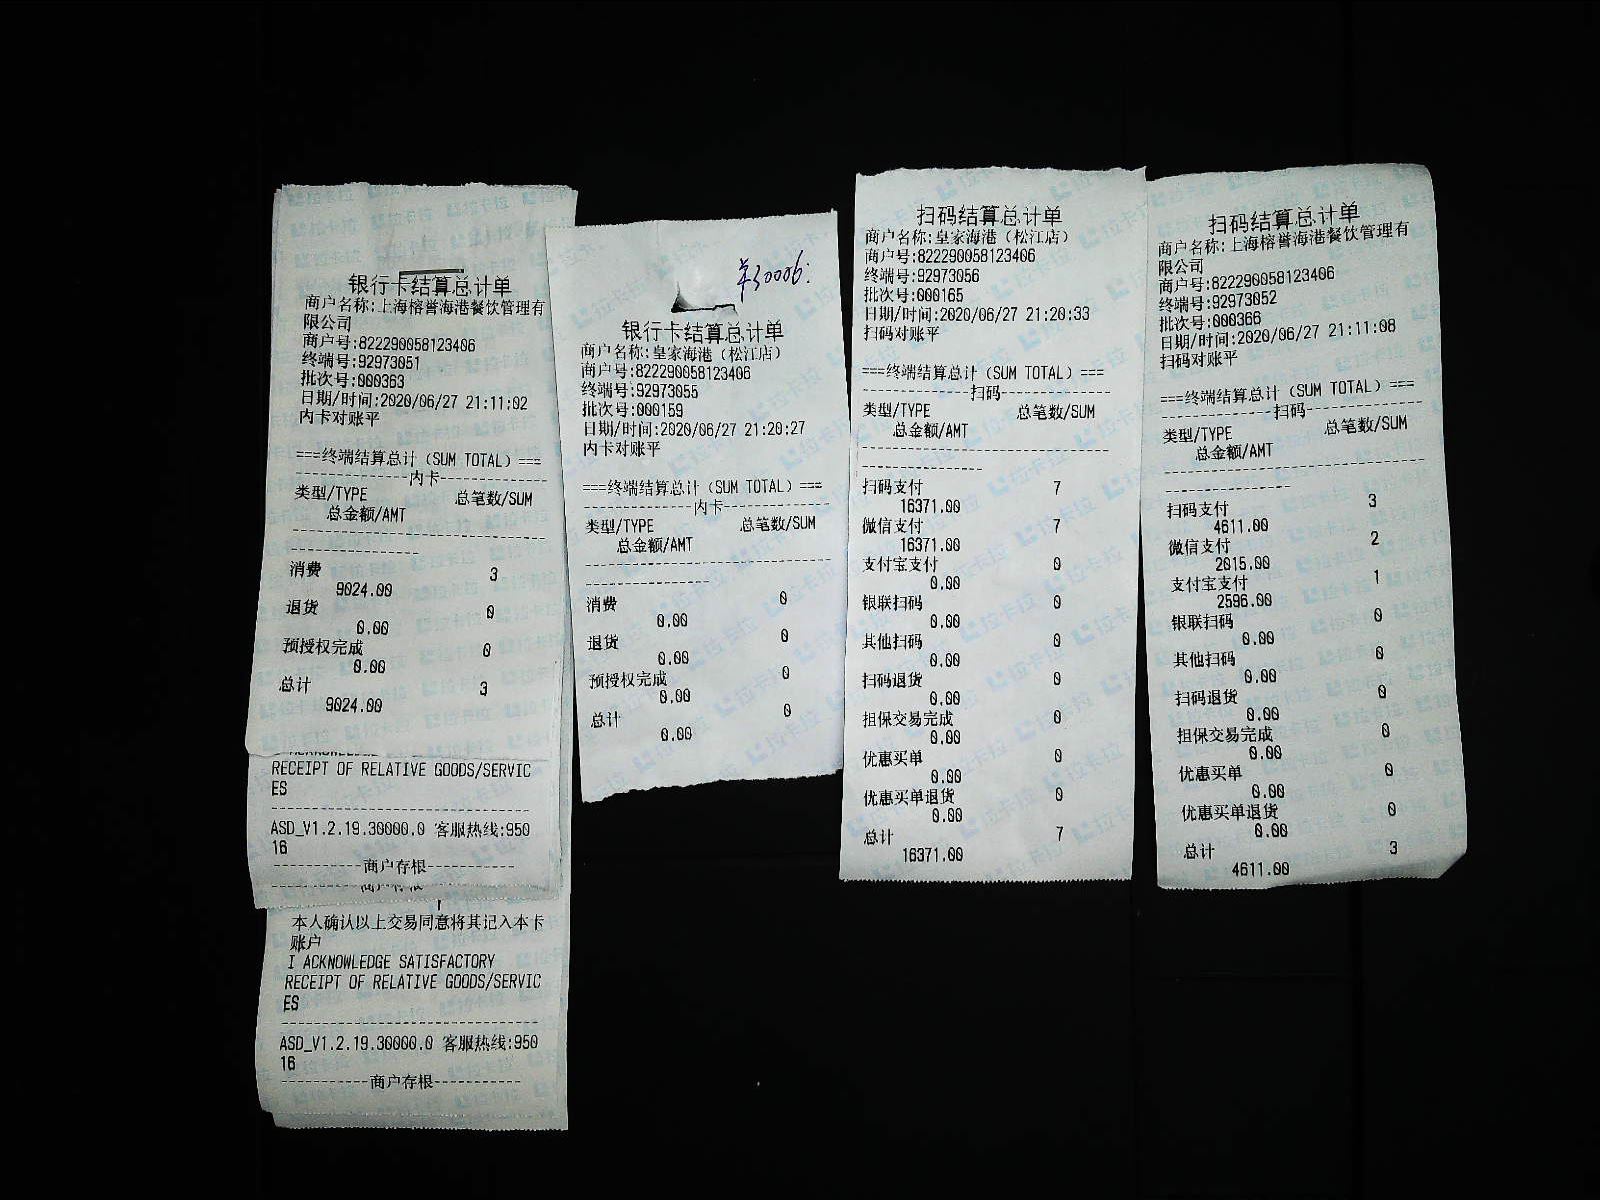 银行卡结算总计单
商户名称:上海榕誉海港餐饮管理有
限公司
商户号:822290058123406
终端号:92973051
批次号:000363
日期/时间:2020/06/27 21:11:02
内卡对账平
===终端结算总计(SUM TOTAL)===
------------内卡------------
类型/TYPE 总笔数/SUM
总金额/AMT
消费 3
9024.00
退货 0
0.00
预授权完成 0
0.00
总计 3
9024.00
RECEIPT OF RELATIVE GOODS/SERVIC
ES
ASD_V1.2.19.30000.0 客服热线:950
16
----------商户存根----------
商户存根
本人确认以上交易同意将其记入本卡
账户
I ACKNOWLEDGE SATISFACTORY
RECEIPT OF RELATIVE GOODS/SERVIC
ES
ASD_V1.2.19.30000.0 客服热线:950
16
----------商户存根----------
¥30006.
银行卡结算总计单
商户名称:皇家海港(松江店)
商户号:822290058123406
终端号:92973055
批次号:000159
日期/时间:2020/06/27 21:20:27
内卡对账平
===终端结算总计(SUM TOTAL)===
------------内卡------------
类型/TYPE 总笔数/SUM
总金额/AMT
消费 0
0.00
退货 0
0.00
预授权完成 0
0.00
总计 0
0.00
扫码结算总计单
商户名称:皇家海港(松江店)
商户号:822290058123406
终端号:92973056
批次号:000165
日期/时间:2020/06/27 21:20:33
扫码对账平
===终端结算总计(SUM TOTAL)===
------------扫码------------
类型/TYPE 总笔数/SUM
总金额/AMT
扫码支付 7
16371.00
微信支付 7
16371.00
支付宝支付 0
0.00
银联扫码 0
0.00
其他扫码 0
0.00
扫码退货 0
0.00
担保交易完成 0
0.00
优惠买单 0
0.00
优惠买单退货 0
0.00
总计 7
16371.00
扫码结算总计单
商户名称:上海榕誉海港餐饮管理有
限公司
商户号:822290058123406
终端号:92973052
批次号:000366
日期/时间:2020/06/27 21:11:08
扫码对账平
===终端结算总计(SUM TOTAL)===
------------扫码------------
类型/TYPE 总笔数/SUM
总金额/AMT
扫码支付 3
4611.00
微信支付 2
2015.00
支付宝支付 1
2596.00
银联扫码 0
0.00
其他扫码 0
0.00
扫码退货 0
0.00
担保交易完成 0
0.00
优惠买单 0
0.00
优惠买单退货 0
0.00
总计 3
4611.00